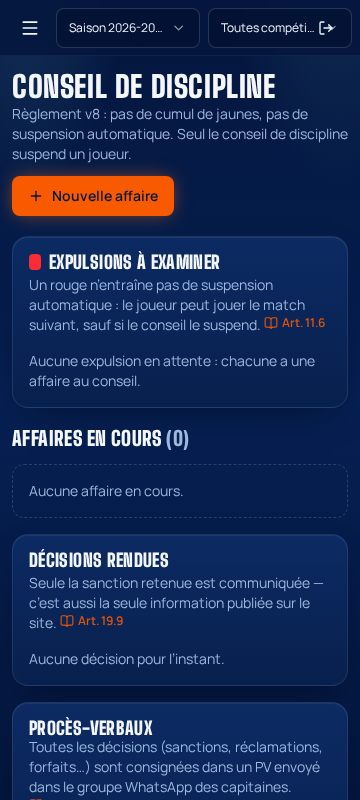 Saison 2026-20…
Toutes compéti…
CONSEIL DE DISCIPLINE
Règlement v8 : pas de cumul de jaunes, pas de
suspension automatique. Seul le conseil de discipline
suspend un joueur.
+ Nouvelle affaire
EXPULSIONS À EXAMINER
Un rouge n’entraîne pas de suspension
automatique : le joueur peut jouer le match
suivant, sauf si le conseil le suspend. Art. 11.6
Aucune expulsion en attente : chacune a une
affaire au conseil.
AFFAIRES EN COURS (0)
Aucune affaire en cours.
DÉCISIONS RENDUES
Seule la sanction retenue est communiquée —
c’est aussi la seule information publiée sur le
site. Art. 19.9
Aucune décision pour l’instant.
PROCÈS-VERBAUX
Toutes les décisions (sanctions, réclamations,
forfaits…) sont consignées dans un PV envoyé
dans le groupe WhatsApp des capitaines.